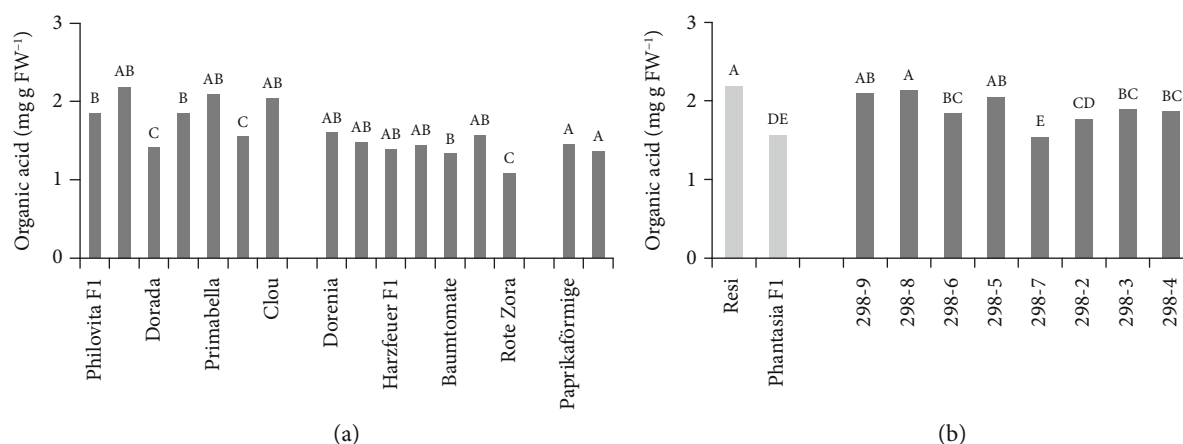 Organic acid (mg g FW⁻¹)
3
2
1
0
B
AB
C
B
AB
C
AB
AB
AB
AB
AB
B
AB
C
A
A
Philovita F1
Dorada
Primabella
Clou
Dorenia
Harzfeuer F1
Baumtomate
Rote Zora
Paprikaförmige
(a)
Organic acid (mg g FW⁻¹)
3
2
1
0
A
DE
AB
A
BC
AB
E
CD
BC
BC
Resi
Phantasia F1
298-9
298-8
298-6
298-5
298-7
298-2
298-3
298-4
(b)